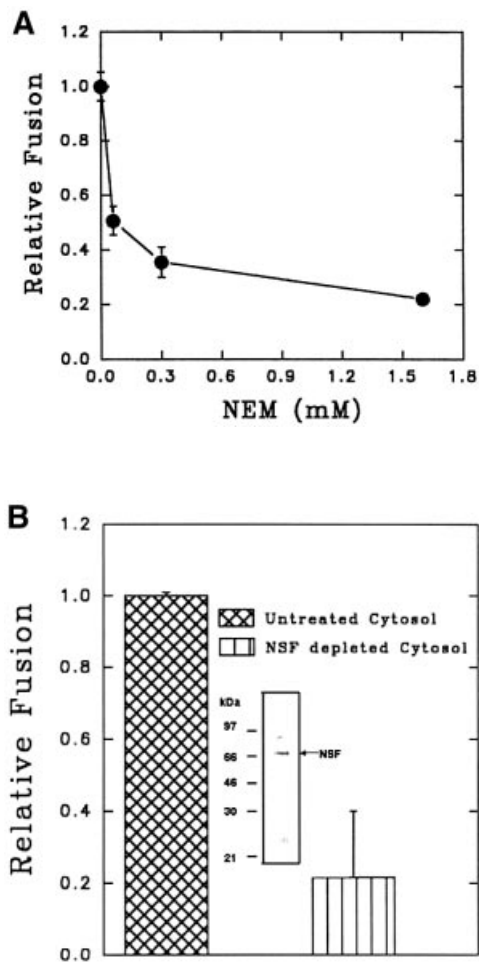 A
Relative Fusion
1.2
1.0
0.8
0.6
0.4
0.2
0.0
0.0 0.3 0.6 0.9 1.2 1.5 1.8
NEM (mM)
B
Relative Fusion
1.2
1.0
0.8
0.6
0.4
0.2
0.0
Untreated Cytosol
NSF depleted Cytosol
kDa
97
66
46
30
21
NSF